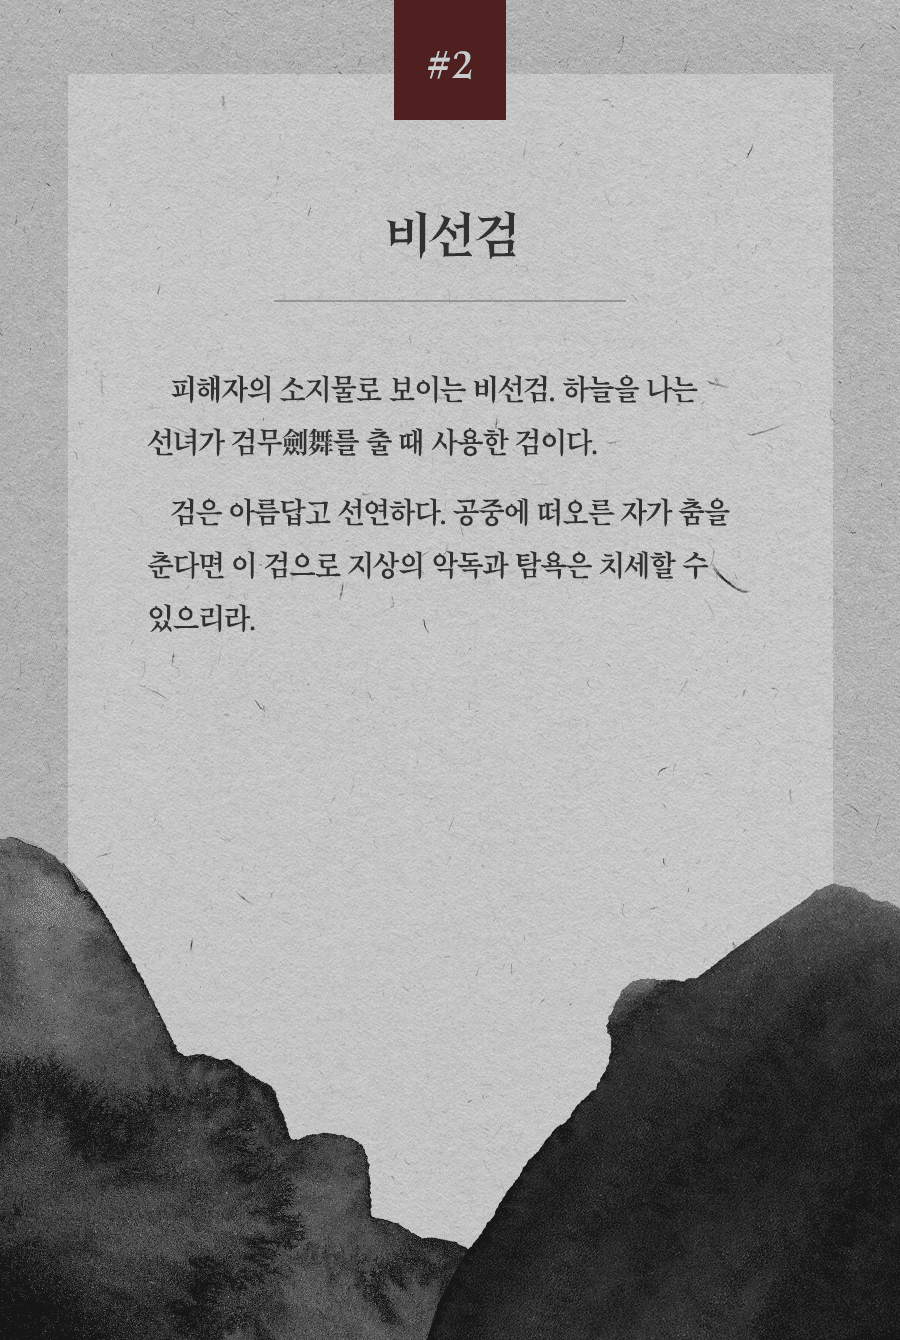 #2
비선검
피해자의 소지물로 보이는 비선검. 하늘을 나는
선녀가 검무劍舞를 출 때 사용한 검이다.
검은 아름답고 선연하다. 공중에 떠오른 자가 춤을
춘다면 이 검으로 지상의 악독과 탐욕은 치세할 수
있으리라.